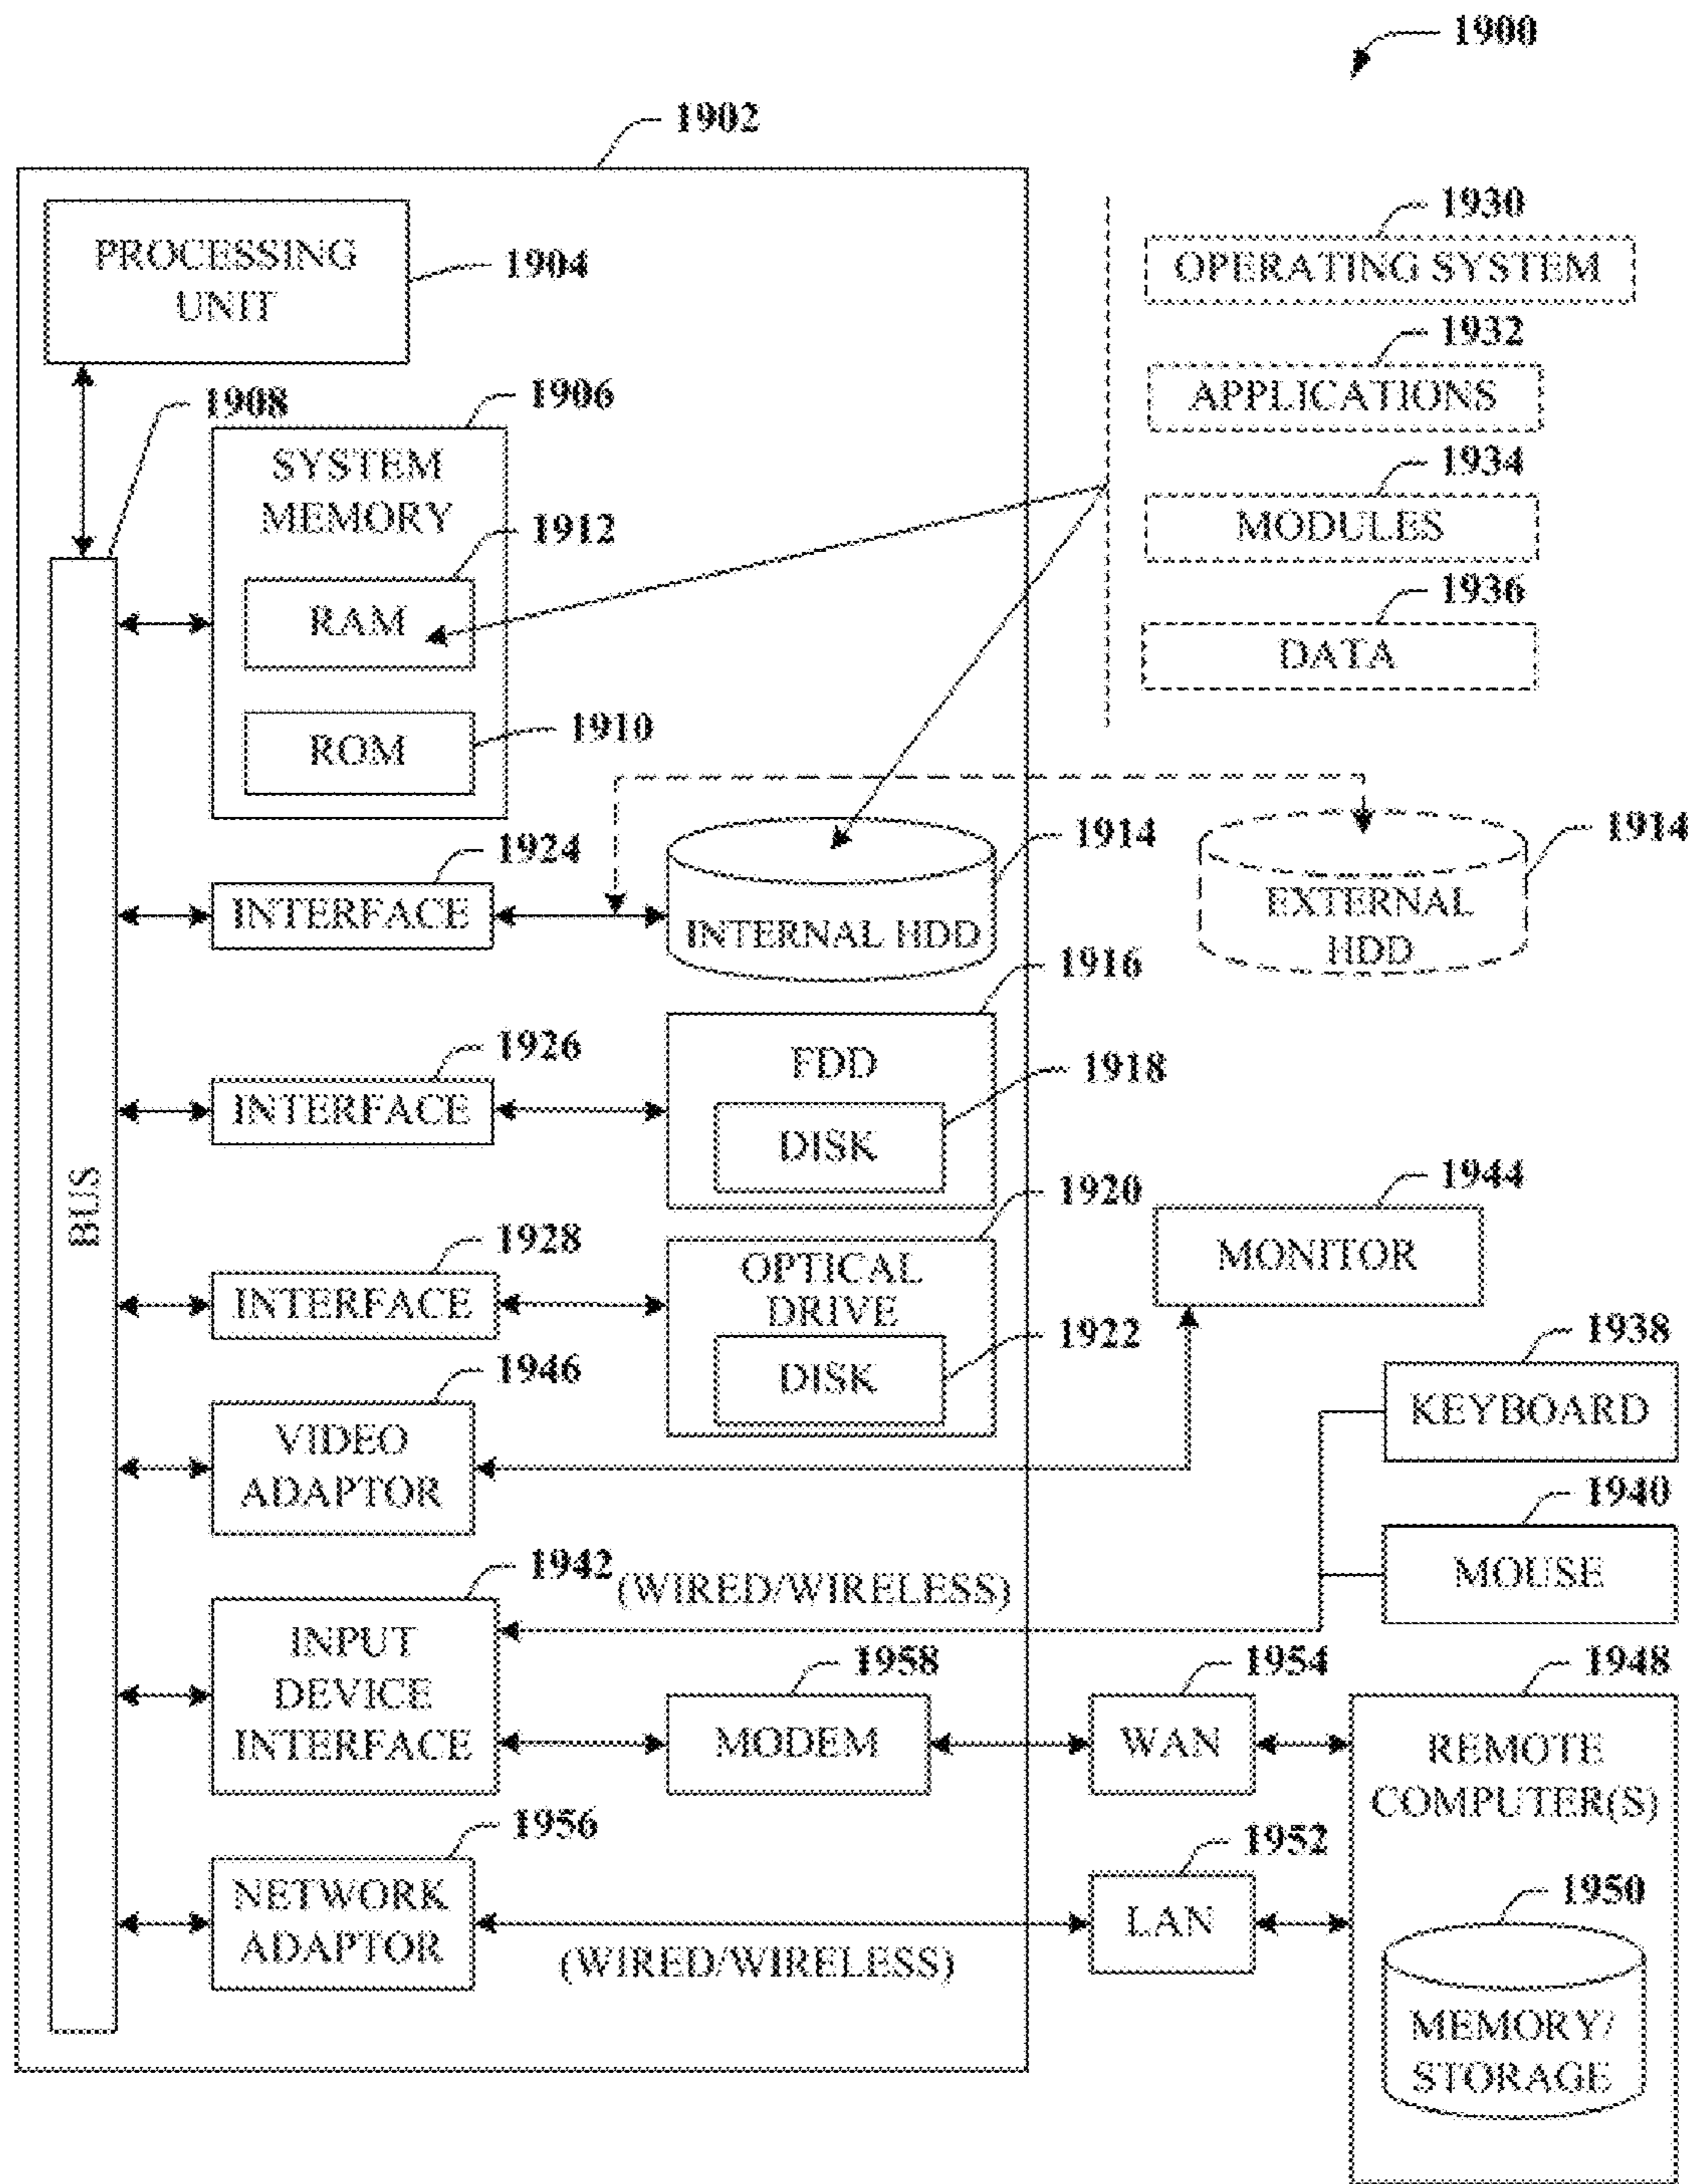 1900
1902
PROCESSING
UNIT
1904
1908
1906
SYSTEM
MEMORY
1912
RAM
1910
ROM
1930
OPERATING SYSTEM
1932
APPLICATIONS
1934
MODULES
1936
DATA
BUS
1924
INTERFACE
1914
INTERNAL HDD
1914
EXTERNAL
HDD
1926
INTERFACE
1916
FDD
1918
DISK
1928
INTERFACE
1920
OPTICAL
DRIVE
1922
DISK
1944
MONITOR
1946
VIDEO
ADAPTOR
1938
KEYBOARD
1940
MOUSE
1942
(WIRED/WIRELESS)
INPUT
DEVICE
INTERFACE
1958
MODEM
1954
WAN
1948
REMOTE
COMPUTER(S)
1956
NETWORK
ADAPTOR
(WIRED/WIRELESS)
1952
LAN
1950
MEMORY/
STORAGE